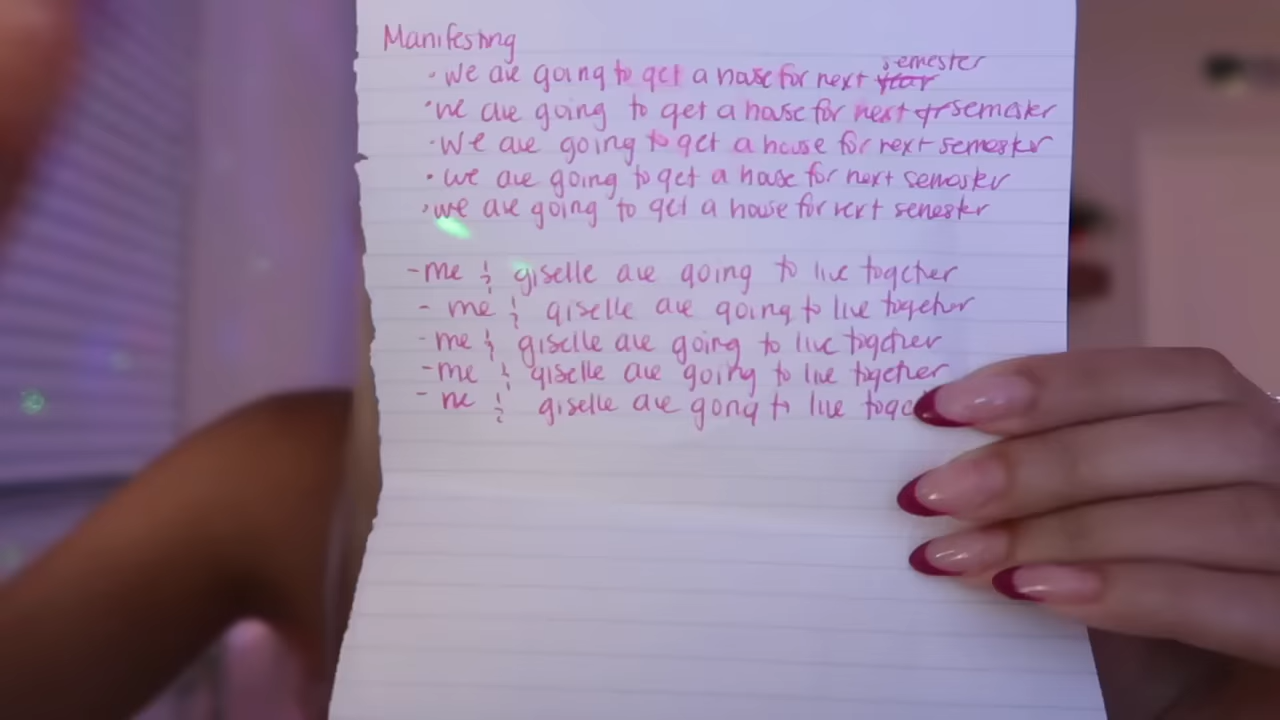 Manifesting
semester
• we are going to get a house for next year
• we are going to get a house for next yr semester
• We are going to get a house for next semester
• we are going to get a house for next semester
• we are going to get a house for next semester
- me & giselle are going to live together
- me & giselle are going to live together
- me & giselle are going to live together
- me & giselle are going to live together
- me & giselle are gong to live toge